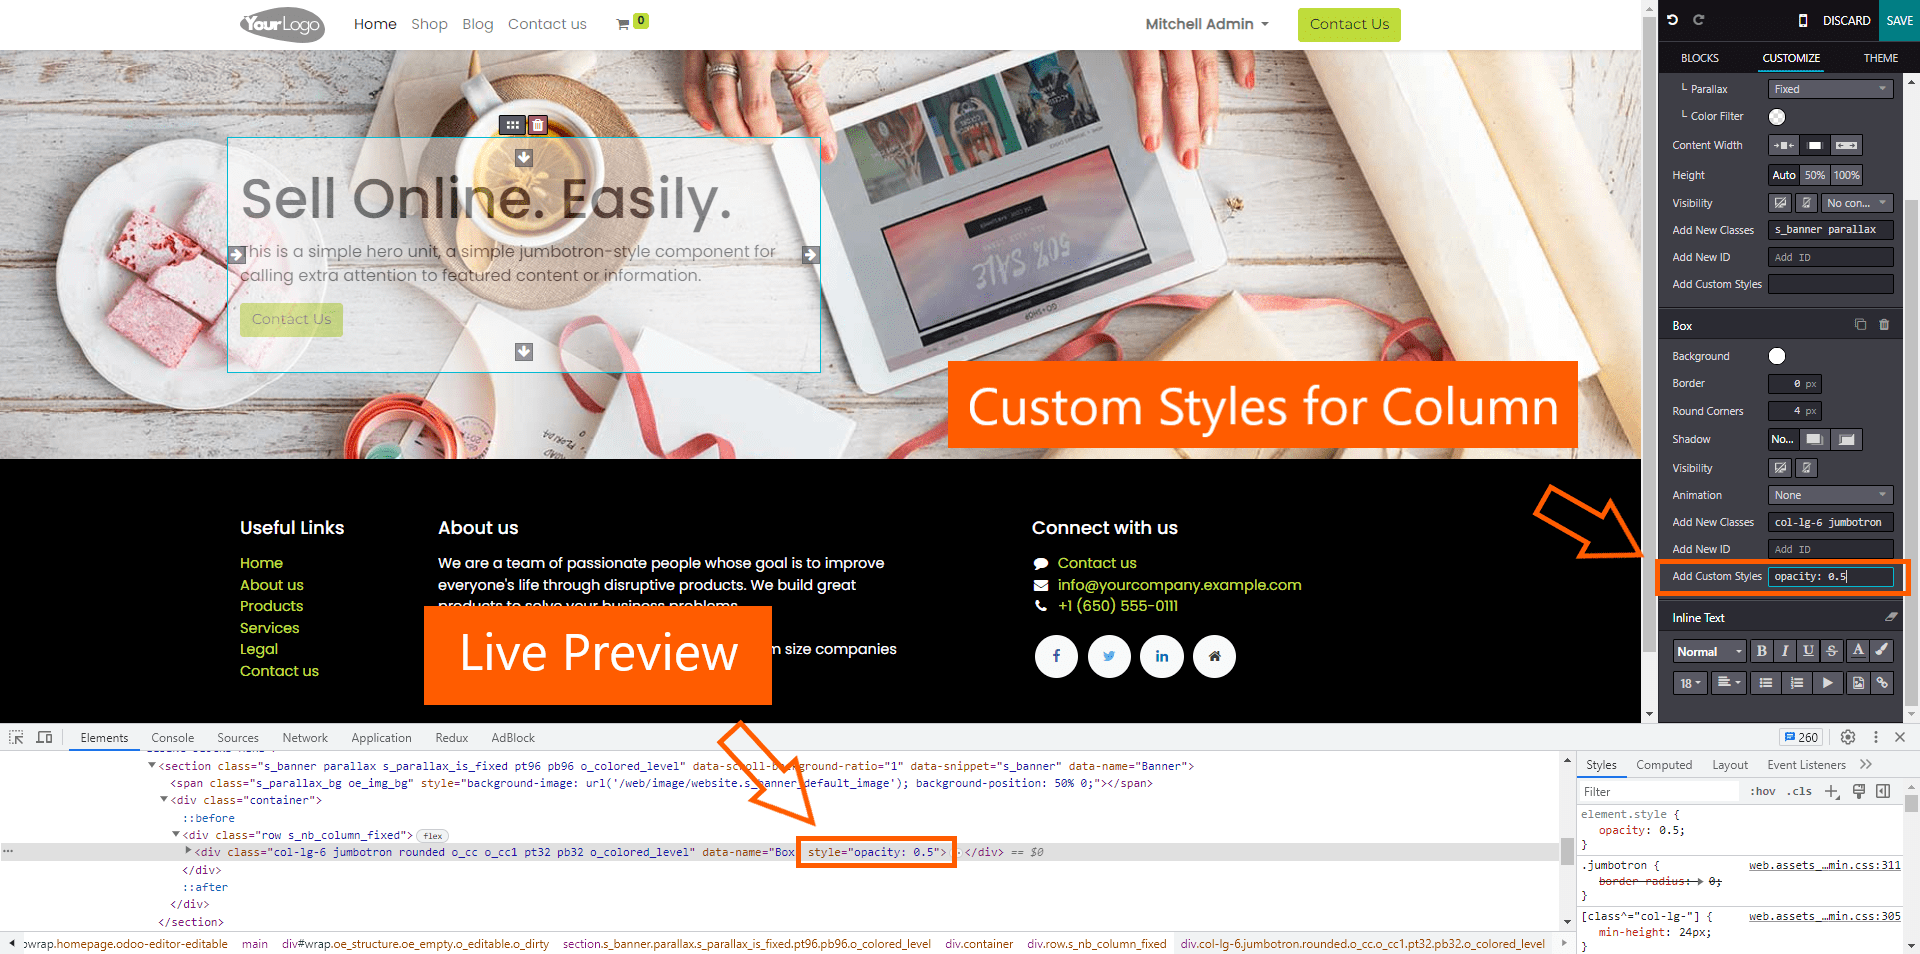 YourLogo
Home Shop Blog Contact us 0
Mitchell Admin
Contact Us
DISCARD
SAVE
BLOCKS CUSTOMIZE THEME
Sell Online. Easily.
This is a simple hero unit, a simple jumbotron-style component for
calling extra attention to featured content or information.
Contact Us
50% SALE
Custom Styles for Column
└ Parallax Fixed
└ Color Filter
Content Width
Height Auto 50% 100%
Visibility No con...
Add New Classes s_banner parallax
Add New ID Add ID
Add Custom Styles
Box
Background
Border 0 px
Round Corners 4 px
Shadow No...
Visibility
Animation None
Add New Classes col-lg-6 jumbotron
Add New ID Add ID
Add Custom Styles opacity: 0.5
Inline Text
Normal B I U S A
18
Useful Links
Home
About us
Products
Services
Legal
Contact us
About us
We are a team of passionate people whose goal is to improve
everyone's life through disruptive products. We build great
products to solve your business problems.
size companies
Live Preview
Connect with us
Contact us
info@yourcompany.example.com
+1 (650) 555-0111
Elements Console Sources Network Application Redux AdBlock 260
<section class="s_banner parallax s_parallax_is_fixed pt96 pb96 o_colored_level" data-scroll-background-ratio="1" data-snippet="s_banner" data-name="Banner">
<span class="s_parallax_bg oe_img_bg" style="background-image: url('/web/image/website.s_banner_default_image'); background-position: 50% 0;"></span>
<div class="container">
::before
<div class="row s_nb_column_fixed"> flex
<div class="col-lg-6 jumbotron rounded o_cc o_cc1 pt32 pb32 o_colored_level" data-name="Box style="opacity: 0.5"> </div> == $0
</div>
::after
</div>
</section>
wrap.homepage.odoo-editor-editable main div#wrap.oe_structure.oe_empty.o_editable.o_dirty section.s_banner.parallax.s_parallax_is_fixed.pt96.pb96.o_colored_level div.container div.row.s_nb_column_fixed div.col-lg-6.jumbotron.rounded.o_cc.o_cc1.pt32.pb32.o_colored_level
Styles Computed Layout Event Listeners
Filter :hov .cls
element.style {
opacity: 0.5;
}
.jumbotron { web.assets_…min.css:311
border-radius: 0;
}
[class^="col-lg-"] { web.assets_…min.css:305
min-height: 24px;
}